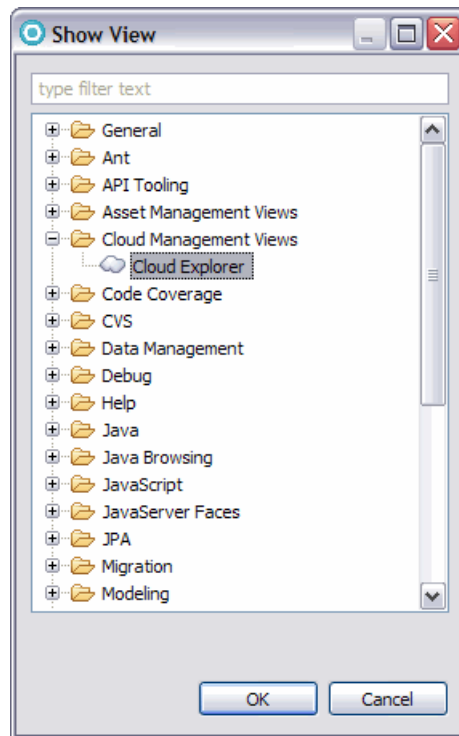 Show View
type filter text
General
Ant
API Tooling
Asset Management Views
Cloud Management Views
Cloud Explorer
Code Coverage
CVS
Data Management
Debug
Help
Java
Java Browsing
JavaScript
JavaServer Faces
JPA
Migration
Modeling
OK Cancel